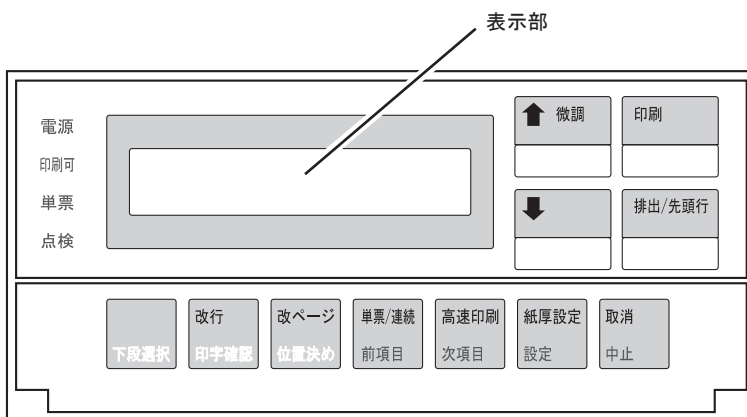 表示部
電源
印刷可
単票
点検
微調
印刷
排出/先頭行
下段選択
改行
印字確認
改ページ
位置決め
単票/連続
前項目
高速印刷
次項目
紙厚設定
設定
取消
中止